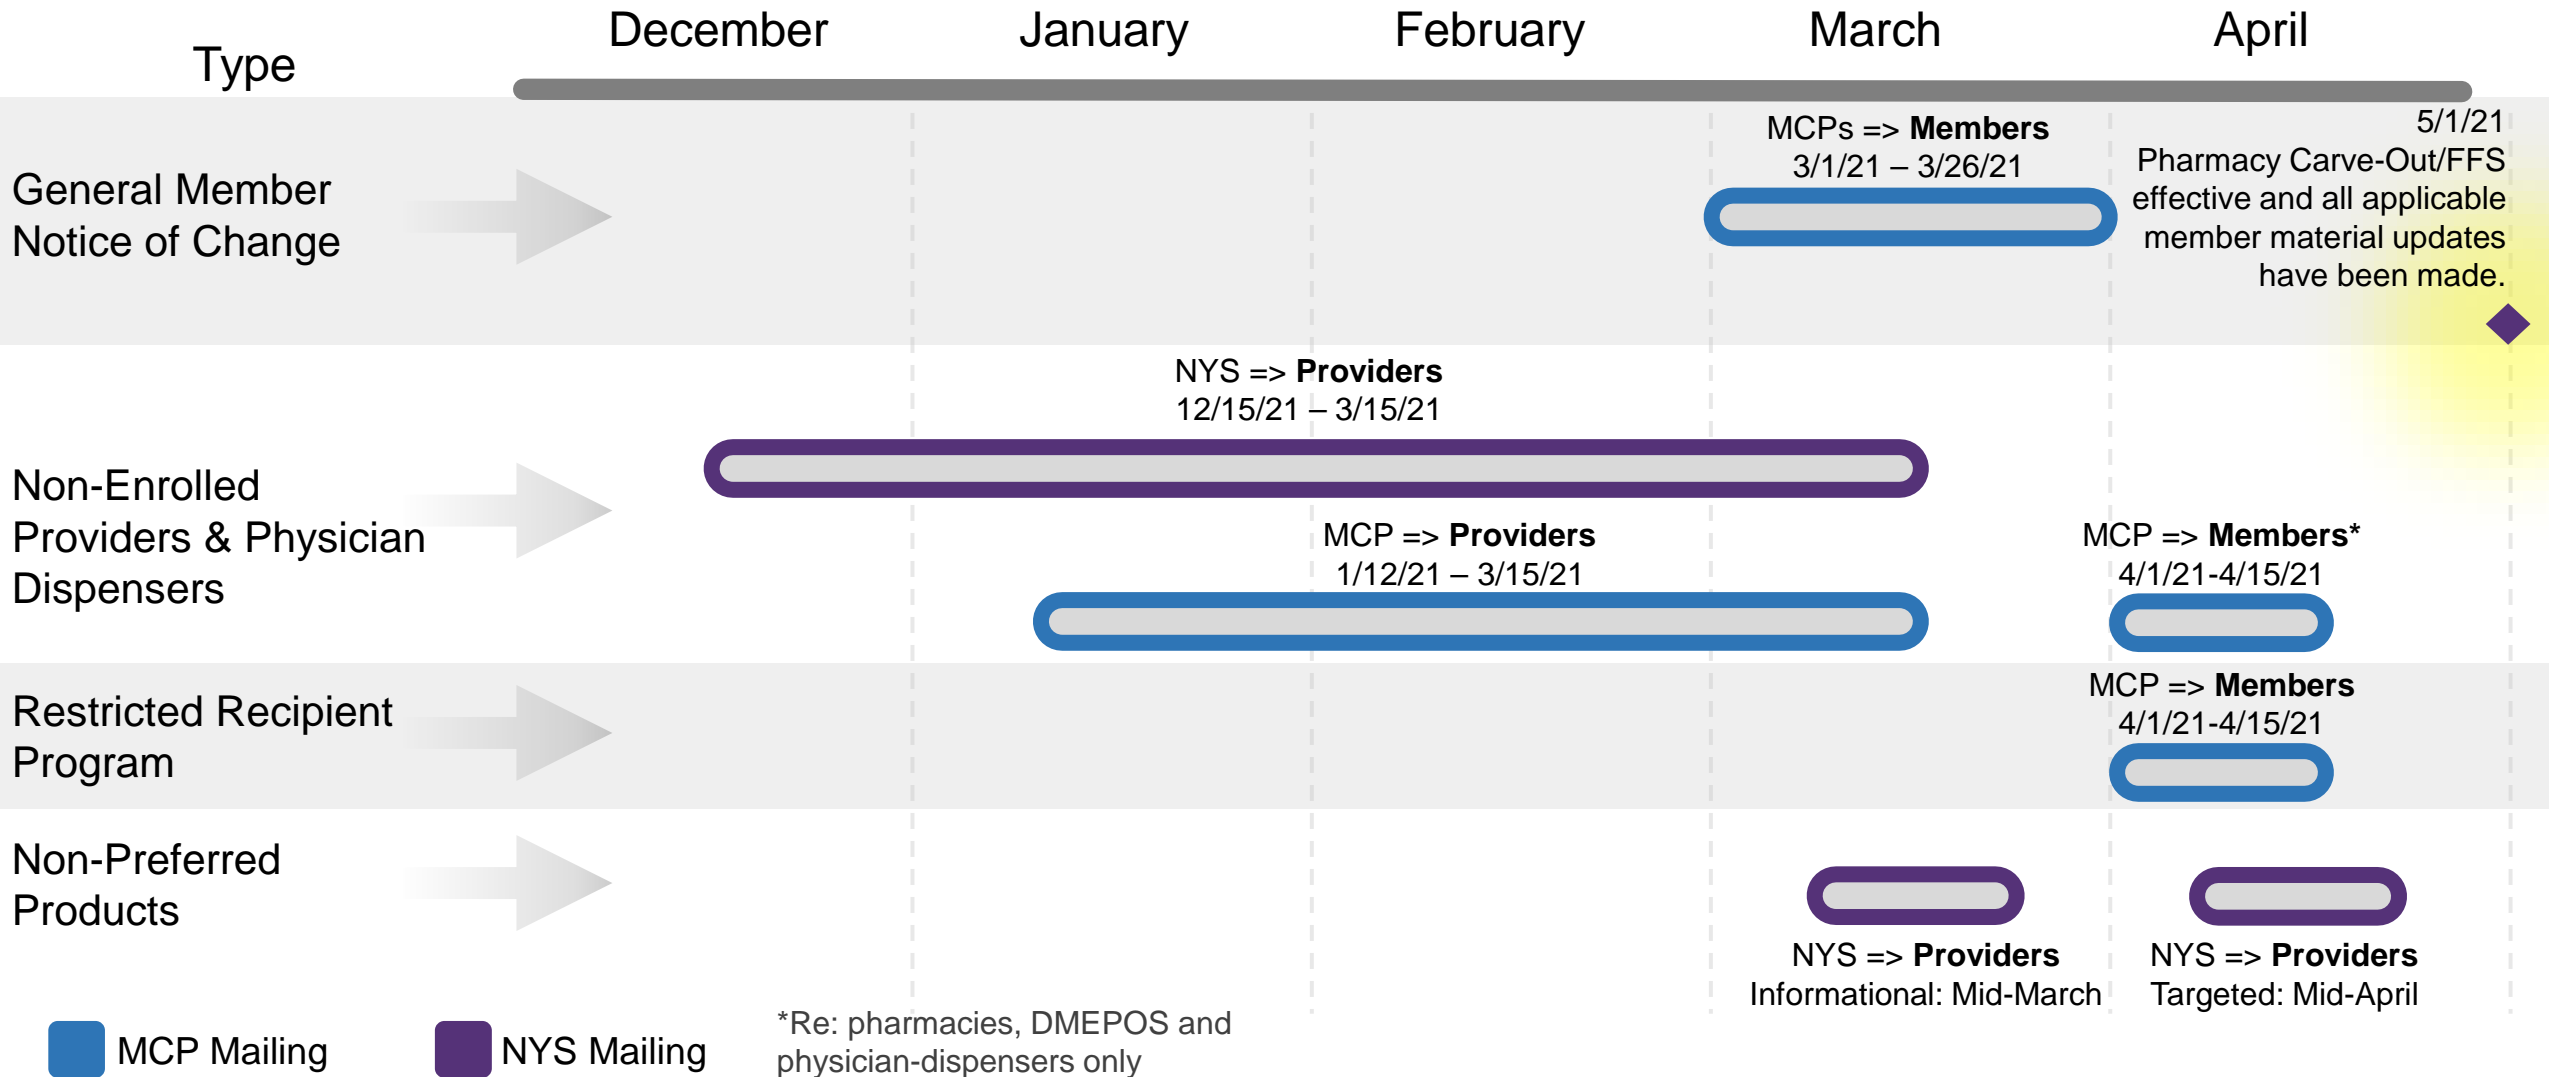 Type
December
January
February
March
April
General Member
Notice of Change
MCPs => Members
3/1/21 – 3/26/21
5/1/21
Pharmacy Carve-Out/FFS
effective and all applicable
member material updates
have been made.
Non-Enrolled
Providers & Physician
Dispensers
NYS => Providers
12/15/21 – 3/15/21
MCP => Providers
1/12/21 – 3/15/21
MCP => Members*
4/1/21-4/15/21
Restricted Recipient
Program
MCP => Members
4/1/21-4/15/21
Non-Preferred
Products
NYS => Providers
Informational: Mid-March
NYS => Providers
Targeted: Mid-April
MCP Mailing
NYS Mailing
*Re: pharmacies, DMEPOS and
physician-dispensers only